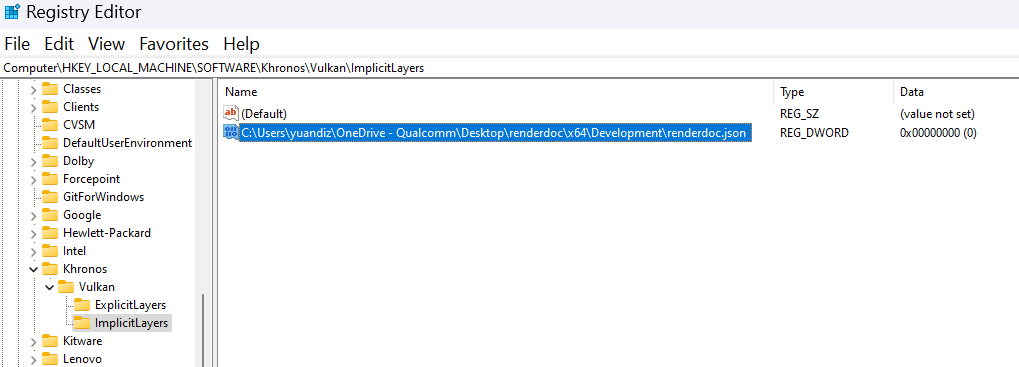 Registry Editor
File Edit View Favorites Help
Computer\HKEY_LOCAL_MACHINE\SOFTWARE\Khronos\Vulkan\ImplicitLayers
Classes
Clients
CVSM
DefaultUserEnvironment
Dolby
Forcepoint
GitForWindows
Google
Hewlett-Packard
Intel
Khronos
Vulkan
ExplicitLayers
ImplicitLayers
Kitware
Lenovo
Name Type Data
ab (Default) REG_SZ (value not set)
C:\Users\yuandiz\OneDrive - Qualcomm\Desktop\renderdoc\x64\Development\renderdoc.json REG_DWORD 0x00000000 (0)